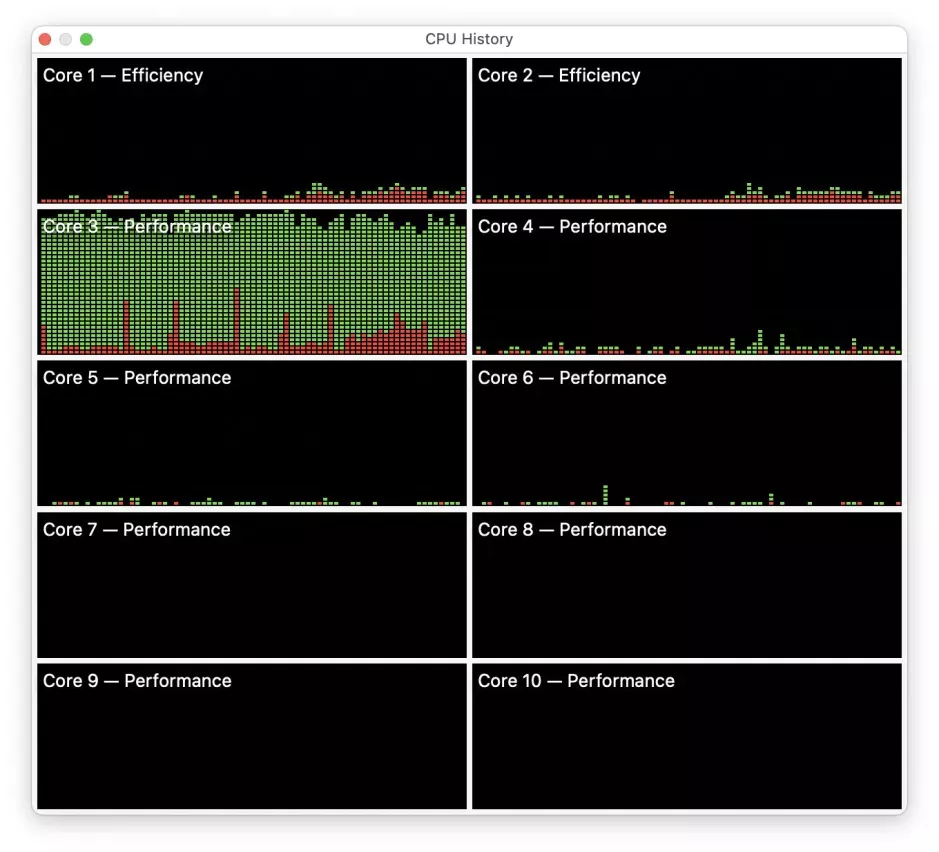 CPU History
Core 1 — Efficiency
Core 2 — Efficiency
Core 3 — Performance
Core 4 — Performance
Core 5 — Performance
Core 6 — Performance
Core 7 — Performance
Core 8 — Performance
Core 9 — Performance
Core 10 — Performance